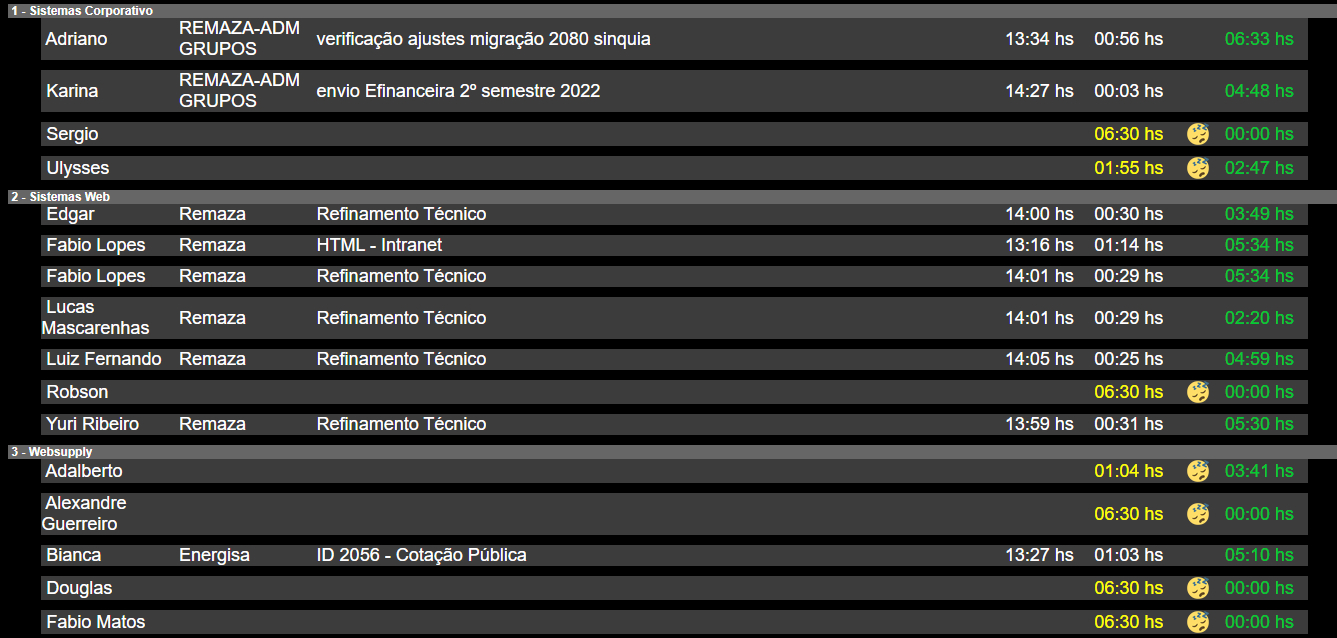 1 - Sistemas Corporativo
Adriano REMAZA-ADM GRUPOS verificação ajustes migração 2080 sinquia 13:34 hs 00:56 hs 06:33 hs
Karina REMAZA-ADM GRUPOS envio Efinanceira 2º semestre 2022 14:27 hs 00:03 hs 04:48 hs
Sergio 06:30 hs 00:00 hs
Ulysses 01:55 hs 02:47 hs
2 - Sistemas Web
Edgar Remaza Refinamento Técnico 14:00 hs 00:30 hs 03:49 hs
Fabio Lopes Remaza HTML - Intranet 13:16 hs 01:14 hs 05:34 hs
Fabio Lopes Remaza Refinamento Técnico 14:01 hs 00:29 hs 05:34 hs
Lucas Mascarenhas Remaza Refinamento Técnico 14:01 hs 00:29 hs 02:20 hs
Luiz Fernando Remaza Refinamento Técnico 14:05 hs 00:25 hs 04:59 hs
Robson 06:30 hs 00:00 hs
Yuri Ribeiro Remaza Refinamento Técnico 13:59 hs 00:31 hs 05:30 hs
3 - Websupply
Adalberto 01:04 hs 03:41 hs
Alexandre Guerreiro 06:30 hs 00:00 hs
Bianca Energisa ID 2056 - Cotação Pública 13:27 hs 01:03 hs 05:10 hs
Douglas 06:30 hs 00:00 hs
Fabio Matos 06:30 hs 00:00 hs